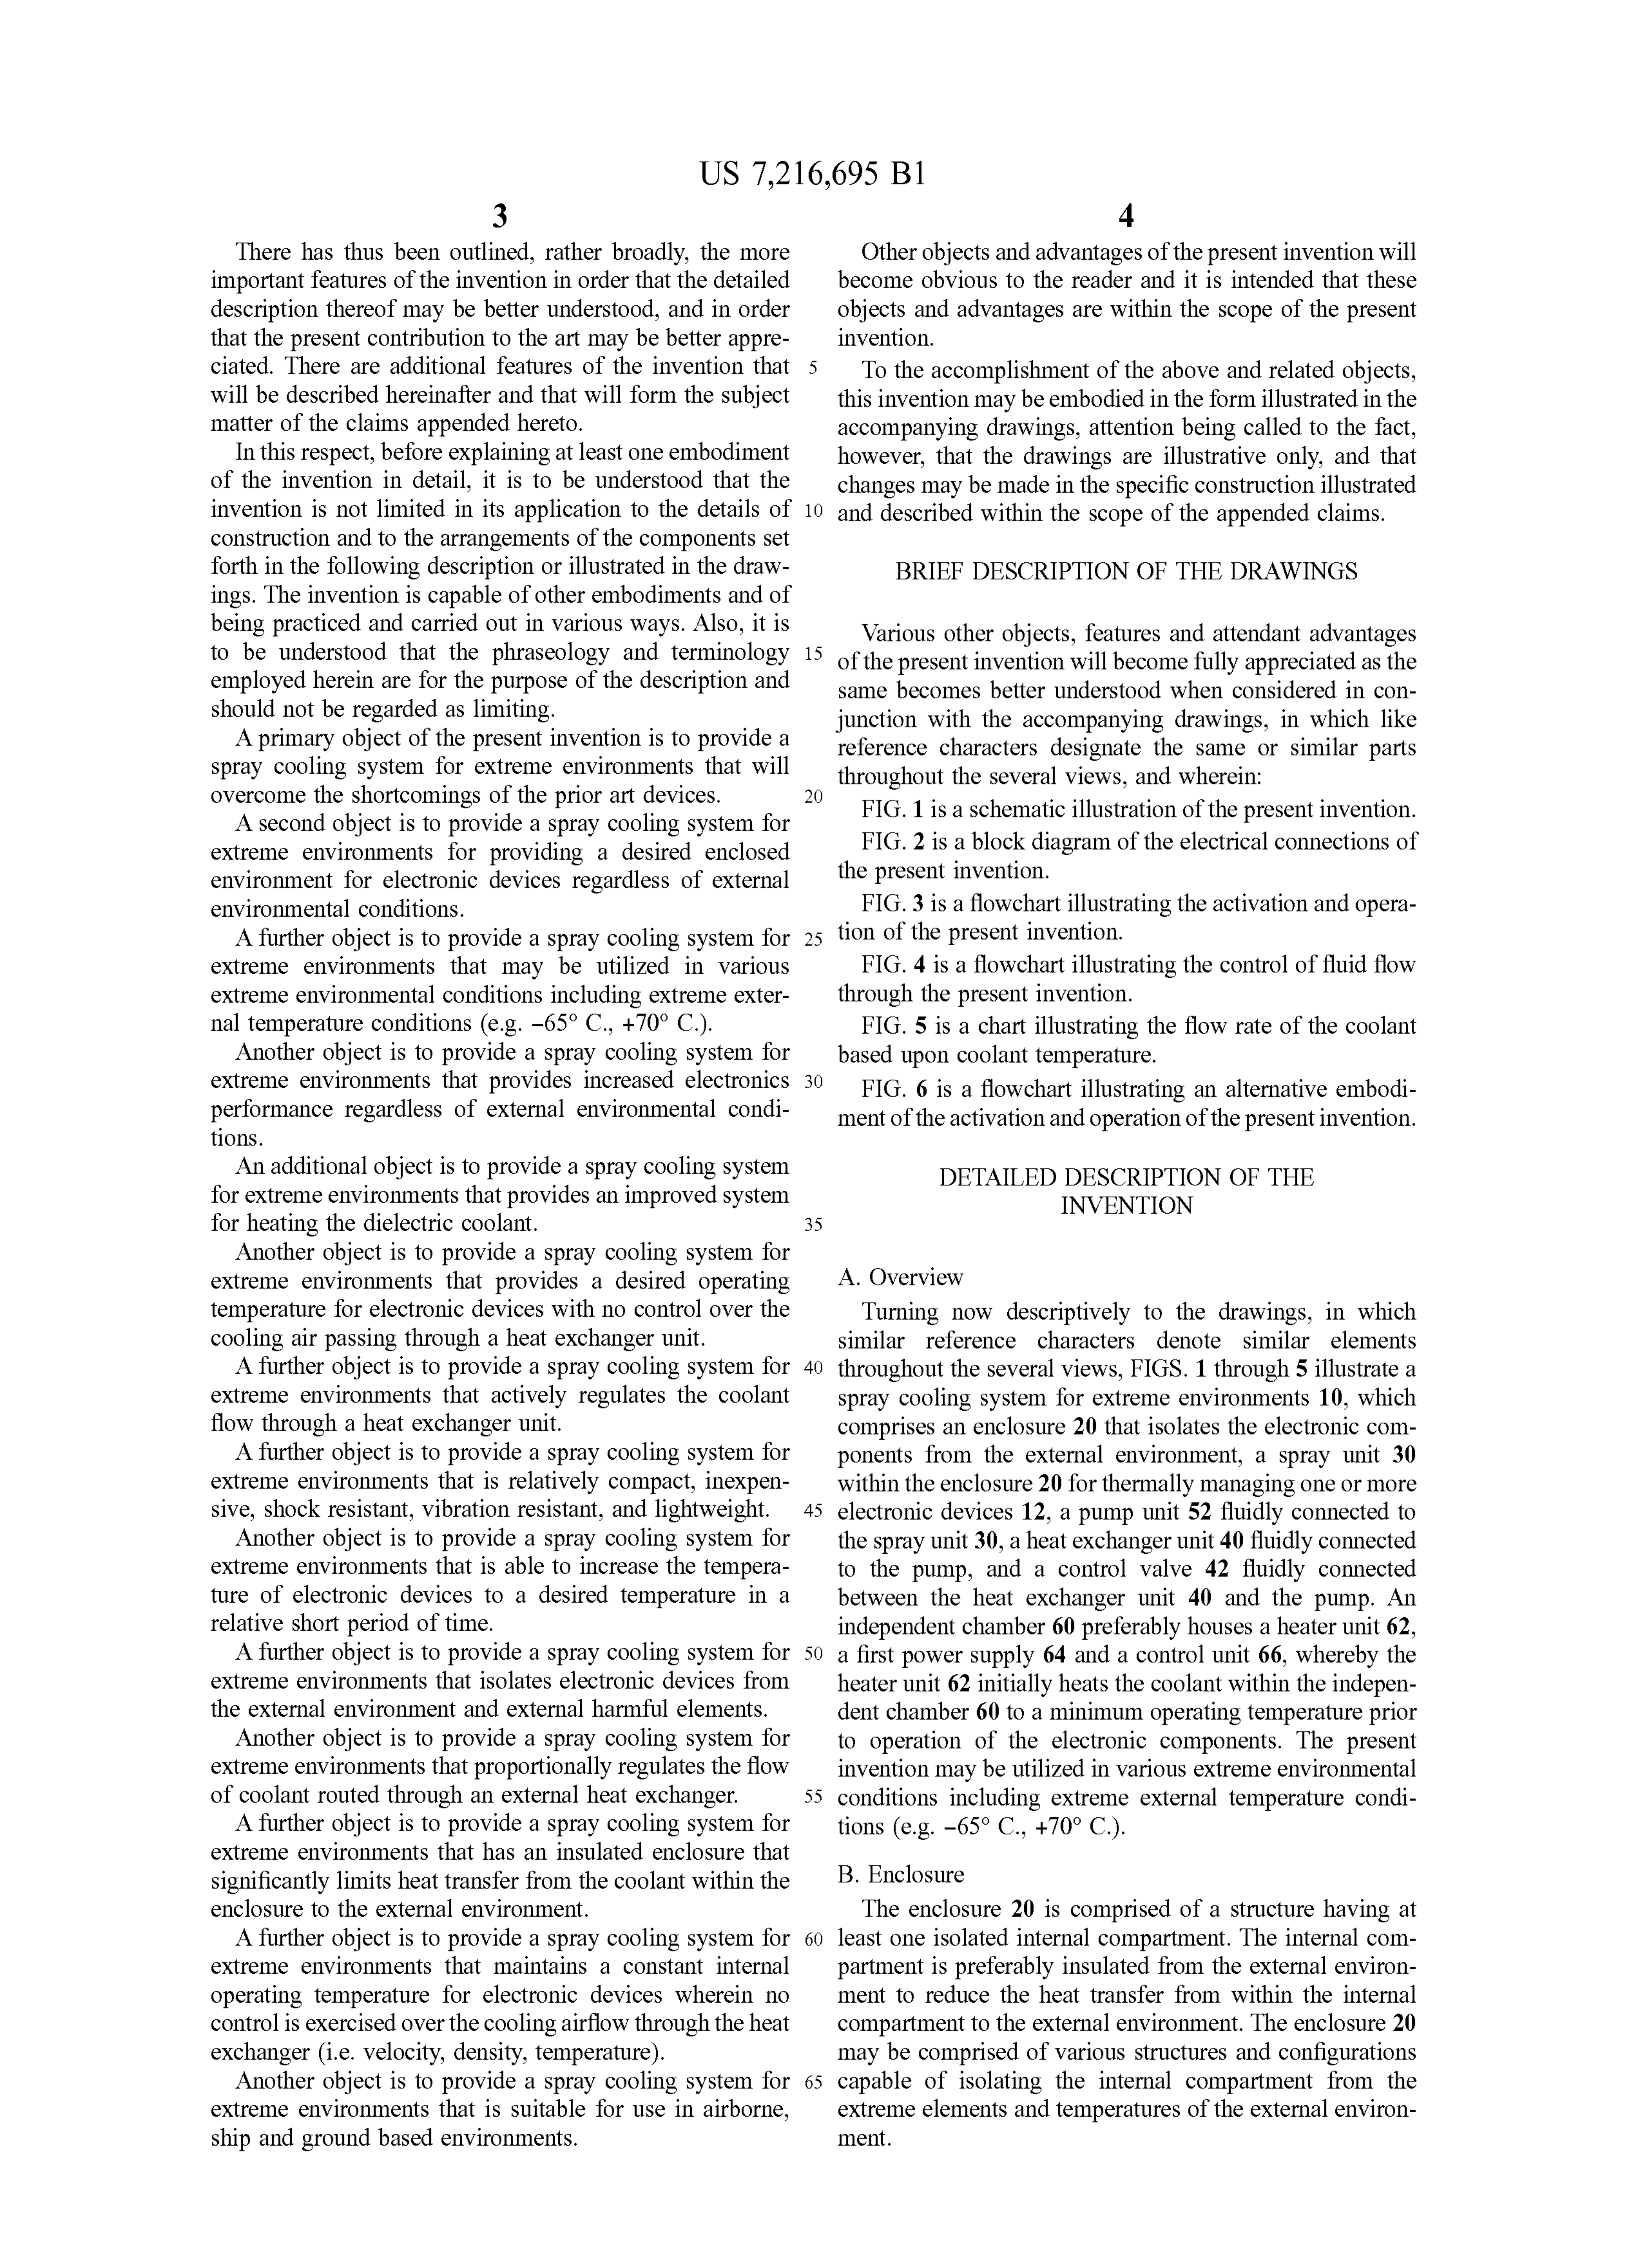 US 7,216,695 B1
3
There has thus been outlined, rather broadly, the more
important features of the invention in order that the detailed
description thereof may be better understood, and in order
that the present contribution to the art may be better appre-
ciated. There are additional features of the invention that
will be described hereinafter and that will form the subject
matter of the claims appended hereto.
In this respect, before explaining at least one embodiment
of the invention in detail, it is to be understood that the
invention is not limited in its application to the details of
construction and to the arrangements of the components set
forth in the following description or illustrated in the draw-
ings. The invention is capable of other embodiments and of
being practiced and carried out in various ways. Also, it is
to be understood that the phraseology and terminology
employed herein are for the purpose of the description and
should not be regarded as limiting.
A primary object of the present invention is to provide a
spray cooling system for extreme environments that will
overcome the shortcomings of the prior art devices.
A second object is to provide a spray cooling system for
extreme environments for providing a desired enclosed
environment for electronic devices regardless of external
environmental conditions.
A further object is to provide a spray cooling system for
extreme environments that may be utilized in various
extreme environmental conditions including extreme exter-
nal temperature conditions (e.g. −65° C., +70° C.).
Another object is to provide a spray cooling system for
extreme environments that provides increased electronics
performance regardless of external environmental condi-
tions.
An additional object is to provide a spray cooling system
for extreme environments that provides an improved system
for heating the dielectric coolant.
Another object is to provide a spray cooling system for
extreme environments that provides a desired operating
temperature for electronic devices with no control over the
cooling air passing through a heat exchanger unit.
A further object is to provide a spray cooling system for
extreme environments that actively regulates the coolant
flow through a heat exchanger unit.
A further object is to provide a spray cooling system for
extreme environments that is relatively compact, inexpen-
sive, shock resistant, vibration resistant, and lightweight.
Another object is to provide a spray cooling system for
extreme environments that is able to increase the tempera-
ture of electronic devices to a desired temperature in a
relative short period of time.
A further object is to provide a spray cooling system for
extreme environments that isolates electronic devices from
the external environment and external harmful elements.
Another object is to provide a spray cooling system for
extreme environments that proportionally regulates the flow
of coolant routed through an external heat exchanger.
A further object is to provide a spray cooling system for
extreme environments that has an insulated enclosure that
significantly limits heat transfer from the coolant within the
enclosure to the external environment.
A further object is to provide a spray cooling system for
extreme environments that maintains a constant internal
operating temperature for electronic devices wherein no
control is exercised over the cooling airflow through the heat
exchanger (i.e. velocity, density, temperature).
Another object is to provide a spray cooling system for
extreme environments that is suitable for use in airborne,
ship and ground based environments.
5
10
15
20
25
30
35
40
45
50
55
60
65
4
Other objects and advantages of the present invention will
become obvious to the reader and it is intended that these
objects and advantages are within the scope of the present
invention.
To the accomplishment of the above and related objects,
this invention may be embodied in the form illustrated in the
accompanying drawings, attention being called to the fact,
however, that the drawings are illustrative only, and that
changes may be made in the specific construction illustrated
and described within the scope of the appended claims.
BRIEF DESCRIPTION OF THE DRAWINGS
Various other objects, features and attendant advantages
of the present invention will become fully appreciated as the
same becomes better understood when considered in con-
junction with the accompanying drawings, in which like
reference characters designate the same or similar parts
throughout the several views, and wherein:
FIG. 1 is a schematic illustration of the present invention.
FIG. 2 is a block diagram of the electrical connections of
the present invention.
FIG. 3 is a flowchart illustrating the activation and opera-
tion of the present invention.
FIG. 4 is a flowchart illustrating the control of fluid flow
through the present invention.
FIG. 5 is a chart illustrating the flow rate of the coolant
based upon coolant temperature.
FIG. 6 is a flowchart illustrating an alternative embodi-
ment of the activation and operation of the present invention.
DETAILED DESCRIPTION OF THE
INVENTION
A. Overview
Turning now descriptively to the drawings, in which
similar reference characters denote similar elements
throughout the several views, FIGS. 1 through 5 illustrate a
spray cooling system for extreme environments 10, which
comprises an enclosure 20 that isolates the electronic com-
ponents from the external environment, a spray unit 30
within the enclosure 20 for thermally managing one or more
electronic devices 12, a pump unit 52 fluidly connected to
the spray unit 30, a heat exchanger unit 40 fluidly connected
to the pump, and a control valve 42 fluidly connected
between the heat exchanger unit 40 and the pump. An
independent chamber 60 preferably houses a heater unit 62,
a first power supply 64 and a control unit 66, whereby the
heater unit 62 initially heats the coolant within the indepen-
dent chamber 60 to a minimum operating temperature prior
to operation of the electronic components. The present
invention may be utilized in various extreme environmental
conditions including extreme external temperature condi-
tions (e.g. −65° C., +70° C.).
B. Enclosure
The enclosure 20 is comprised of a structure having at
least one isolated internal compartment. The internal com-
partment is preferably insulated from the external environ-
ment to reduce the heat transfer from within the internal
compartment to the external environment. The enclosure 20
may be comprised of various structures and configurations
capable of isolating the internal compartment from the
extreme elements and temperatures of the external environ-
ment.